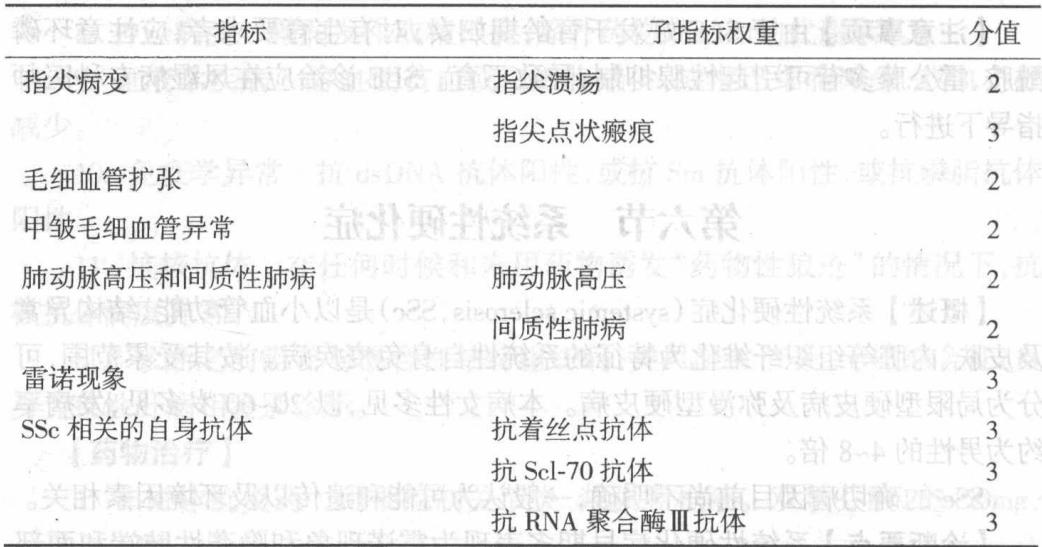 指标 子指标权重 分值
指尖病变 指尖溃疡 2
指尖点状瘢痕 3
毛细血管扩张 2
甲皱毛细血管异常 2
肺动脉高压和间质性肺病 肺动脉高压 2
间质性肺病 2
雷诺现象 3
SSc 相关的自身抗体 抗着丝点抗体 3
抗 Scl-70 抗体 3
抗 RNA 聚合酶Ⅲ抗体 3